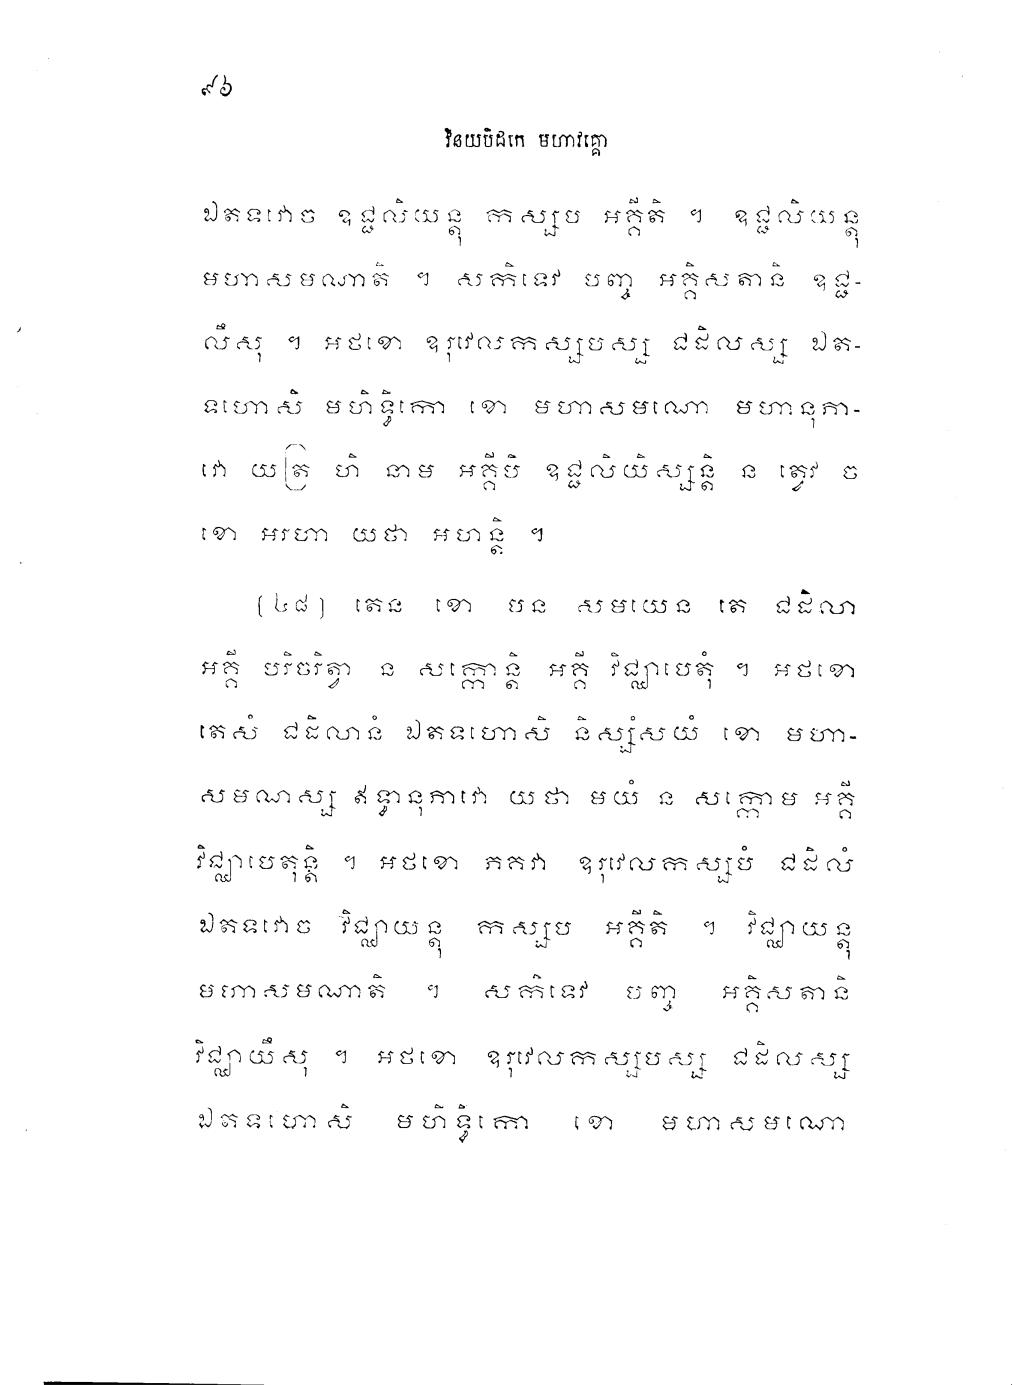 ៩៦
វិនយបិដកេ មហាវគ្គោ
ឯតទវោច ឧជ្ជលិយន្តុ កស្សប អគ្គីតិ ។ ឧជ្ជលិយន្តុ
មហាសមណាតិ ។ សកិទេវ បញ្ច អគ្គិសតានិ ឧជ្ជ-
លឹសុ ។ អថខោ ឧរុវេលកស្សបស្ស ជដិលស្ស ឯត-
ទហោសិ មហិទ្ធិកោ ខោ មហាសមណោ មហានុភា-
វោ យត្រ ហិ នាម អគ្គីបិ ឧជ្ជលិយិស្សន្តិ ន ត្វេវ ច
ខោ អរហា យថា អហន្តិ ។
(៤៨) តេន ខោ បន សមយេន តេ ជដិលា
អគ្គី បរិចរិត្វា ន សក្កោន្តិ អគ្គី វិជ្ឈាបេតុំ ។ អថខោ
តេសំ ជដិលានំ ឯតទហោសិ និស្សំសយំ ខោ មហា-
សមណស្ស ឥទ្ធានុភាវោ យថា មយំ ន សក្កោម អគ្គី
វិជ្ឈាបេតុន្តិ ។ អថខោ ភគវា ឧរុវេលកស្សបំ ជដិលំ
ឯតទវោច វិជ្ឈាយន្តុ កស្សប អគ្គីតិ ។ វិជ្ឈាយន្តុ
មហាសមណាតិ ។ សកិទេវ បញ្ច អគ្គិសតានិ
វិជ្ឈាយឹសុ ។ អថខោ ឧរុវេលកស្សបស្ស ជដិលស្ស
ឯតទហោសិ មហិទ្ធិកោ ខោ មហាសមណោ